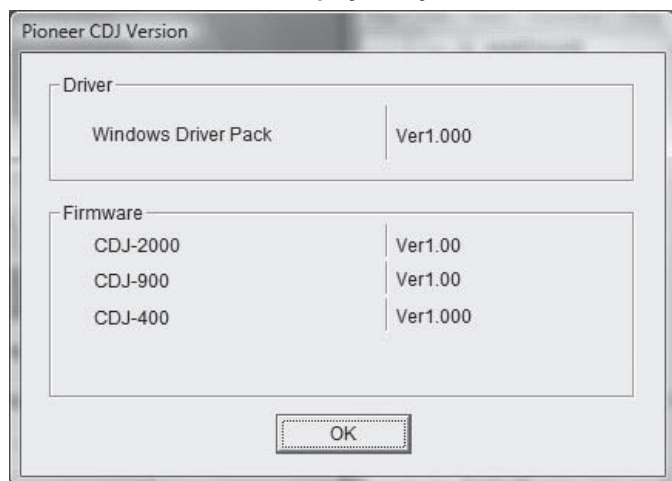 Pioneer CDJ Version
Driver
Windows Driver Pack Ver1.000
Firmware
CDJ-2000 Ver1.00
CDJ-900 Ver1.00
CDJ-400 Ver1.000
OK